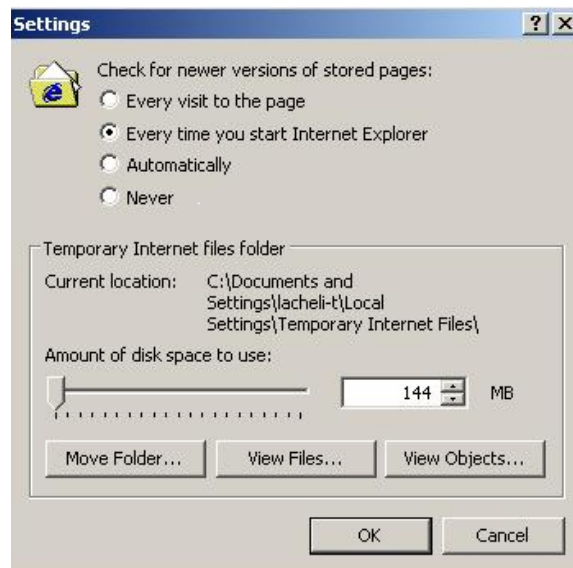 Settings
Check for newer versions of stored pages:
Every visit to the page
Every time you start Internet Explorer
Automatically
Never
Temporary Internet files folder
Current location: C:\Documents and
Settings\lacheli-t\Local
Settings\Temporary Internet Files\
Amount of disk space to use:
144 MB
Move Folder... View Files... View Objects...
OK Cancel